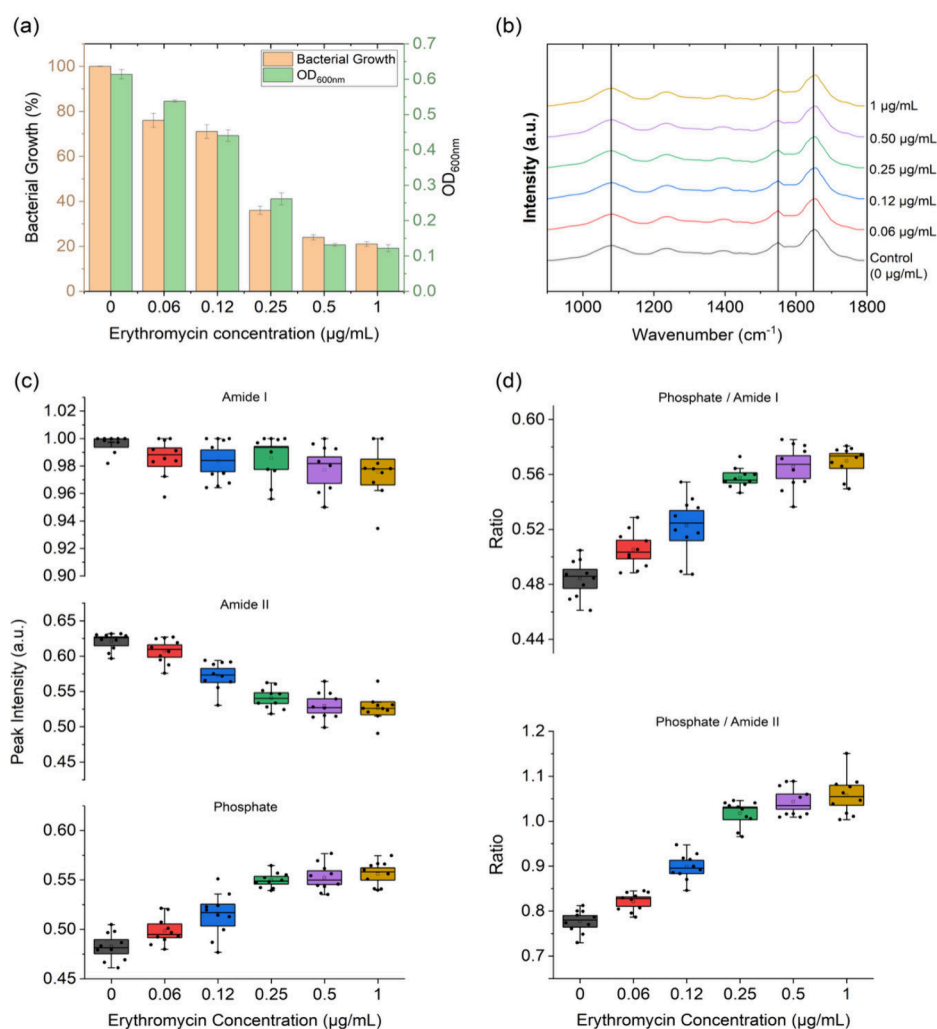 (a)
Bacterial Growth (%)
100
80
60
40
20
0
Bacterial Growth
OD600nm
0.7
0.6
0.5
0.4
0.3
0.2
0.1
0.0
OD600nm
0 0.06 0.12 0.25 0.5 1
Erythromycin concentration (μg/mL)
(b)
Intensity (a.u.)
1 μg/mL
0.50 μg/mL
0.25 μg/mL
0.12 μg/mL
0.06 μg/mL
Control
(0 μg/mL)
1000 1200 1400 1600 1800
Wavenumber (cm⁻¹)
(c)
Peak Intensity (a.u.)
Amide I
1.02
1.00
0.98
0.96
0.94
0.92
0.90
Amide II
0.65
0.60
0.55
0.50
0.45
Phosphate
0.60
0.55
0.50
0.45
0 0.06 0.12 0.25 0.5 1
Erythromycin Concentration (μg/mL)
(d)
Phosphate / Amide I
Ratio
0.60
0.56
0.52
0.48
0.44
Phosphate / Amide II
Ratio
1.2
1.1
1.0
0.9
0.8
0.7
0 0.06 0.12 0.25 0.5 1
Erythromycin Concentration (μg/mL)